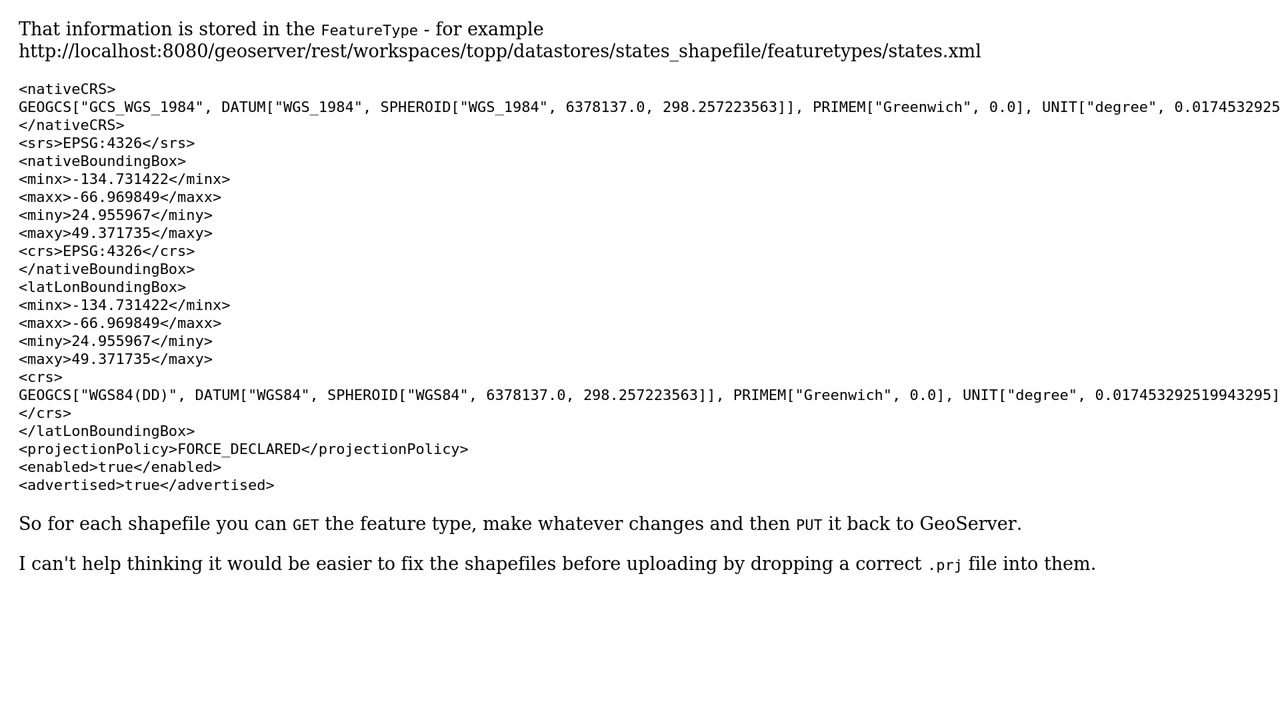 That information is stored in the FeatureType - for example
http://localhost:8080/geoserver/rest/workspaces/topp/datastores/states_shapefile/featuretypes/states.xml
<nativeCRS>
GEOGCS["GCS_WGS_1984", DATUM["WGS_1984", SPHEROID["WGS_1984", 6378137.0, 298.257223563]], PRIMEM["Greenwich", 0.0], UNIT["degree", 0.0174532925
</nativeCRS>
<srs>EPSG:4326</srs>
<nativeBoundingBox>
<minx>-134.731422</minx>
<maxx>-66.969849</maxx>
<miny>24.955967</miny>
<maxy>49.371735</maxy>
<crs>EPSG:4326</crs>
</nativeBoundingBox>
<latLonBoundingBox>
<minx>-134.731422</minx>
<maxx>-66.969849</maxx>
<miny>24.955967</miny>
<maxy>49.371735</maxy>
<crs>
GEOGCS["WGS84(DD)", DATUM["WGS84", SPHEROID["WGS84", 6378137.0, 298.257223563]], PRIMEM["Greenwich", 0.0], UNIT["degree", 0.017453292519943295]
</crs>
</latLonBoundingBox>
<projectionPolicy>FORCE_DECLARED</projectionPolicy>
<enabled>true</enabled>
<advertised>true</advertised>
So for each shapefile you can GET the feature type, make whatever changes and then PUT it back to GeoServer.
I can't help thinking it would be easier to fix the shapefiles before uploading by dropping a correct .prj file into them.